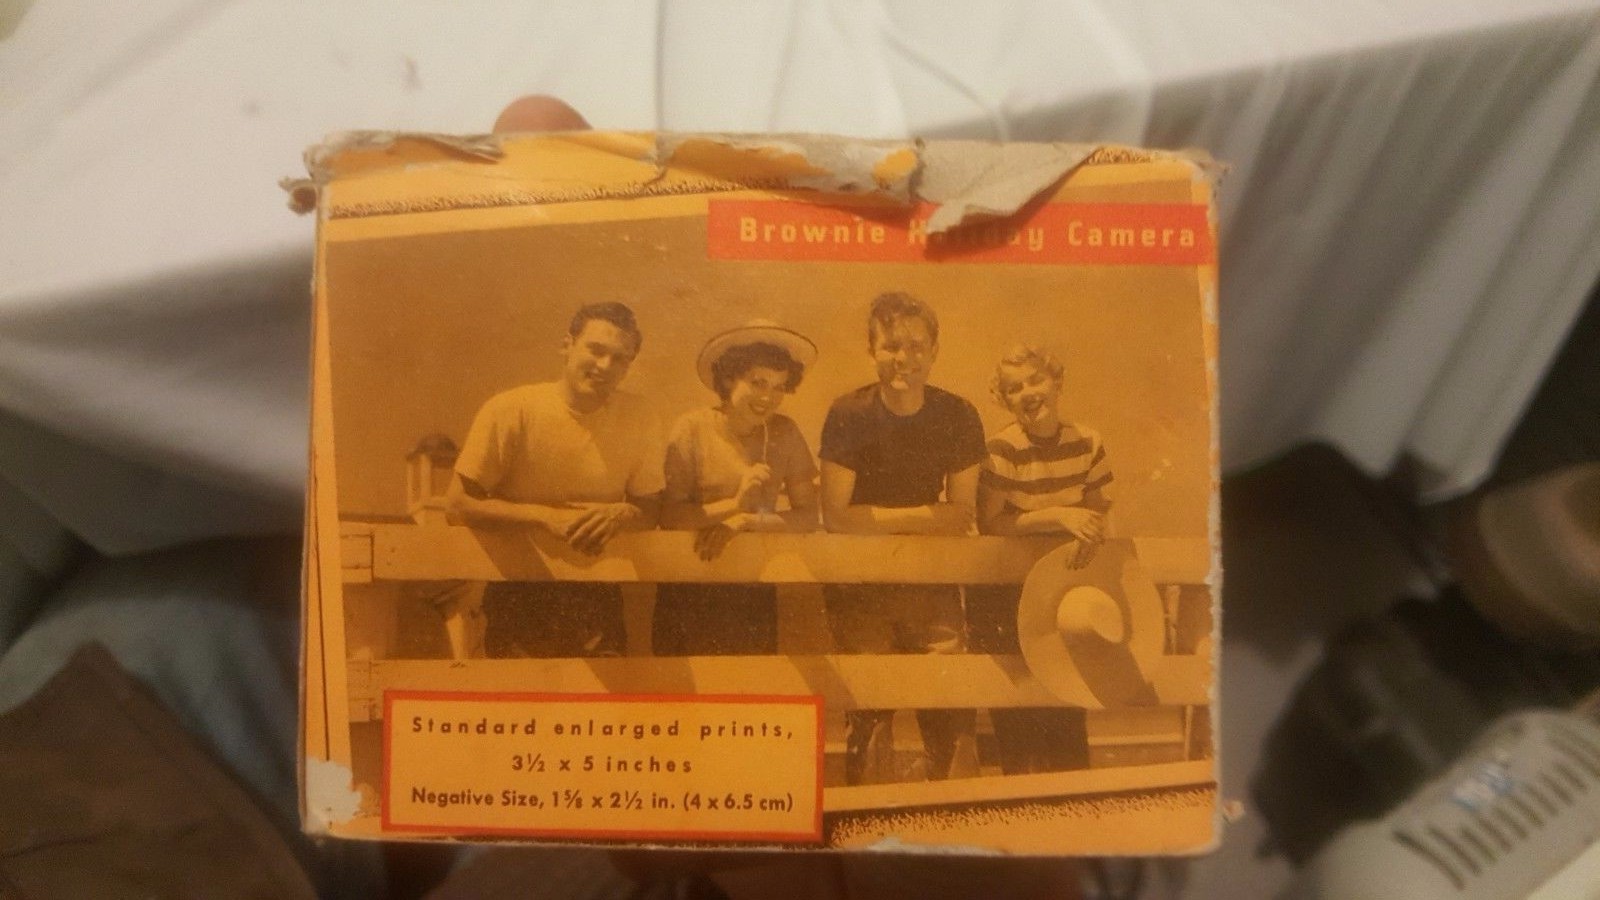 Brownie Camera
Standard enlarged prints,
3½ x 5 inches
Negative Size, 1⅝ x 2½ in. (4 x 6.5 cm)